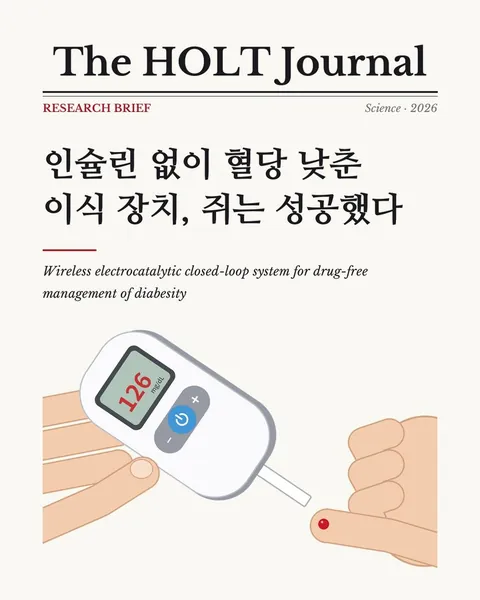 The HOLT Journal
RESEARCH BRIEF
Science · 2026
인슐린 없이 혈당 낮춘
이식 장치, 쥐는 성공했다
Wireless electrocatalytic closed-loop system for drug-free
management of diabesity
126
mg/dL
+
-